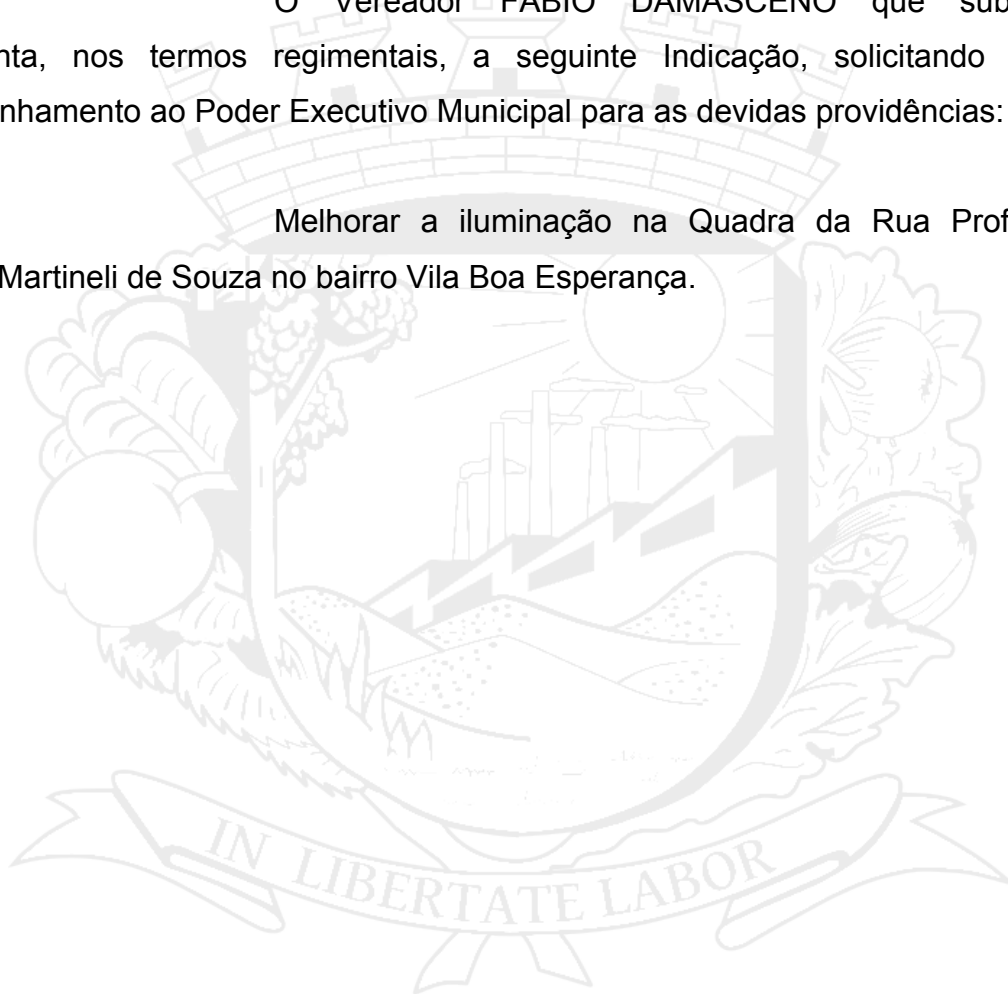 O Vereador FABIO DAMASCENO que sub
nta, nos termos regimentais, a seguinte Indicação, solicitando
nhamento ao Poder Executivo Municipal para as devidas providências:
Melhorar a iluminação na Quadra da Rua Prof
Martineli de Souza no bairro Vila Boa Esperança.
IN LIBERTATE LABOR